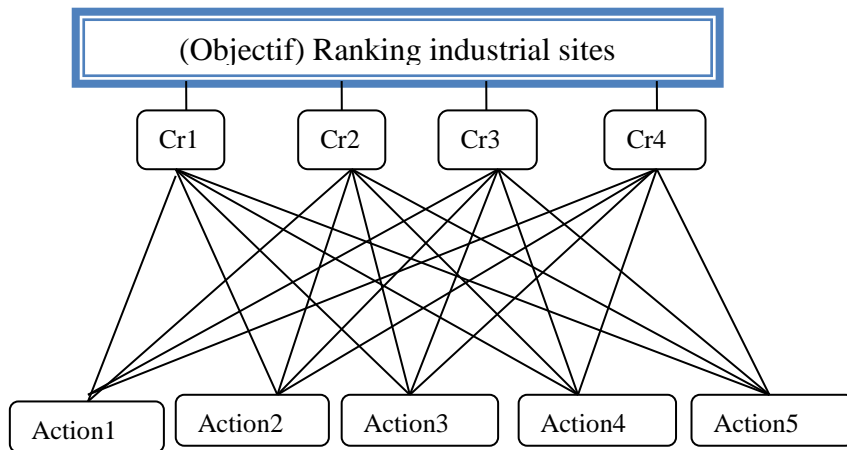 (Objectif) Ranking industrial sites
Cr1
Cr2
Cr3
Cr4
Action1
Action2
Action3
Action4
Action5